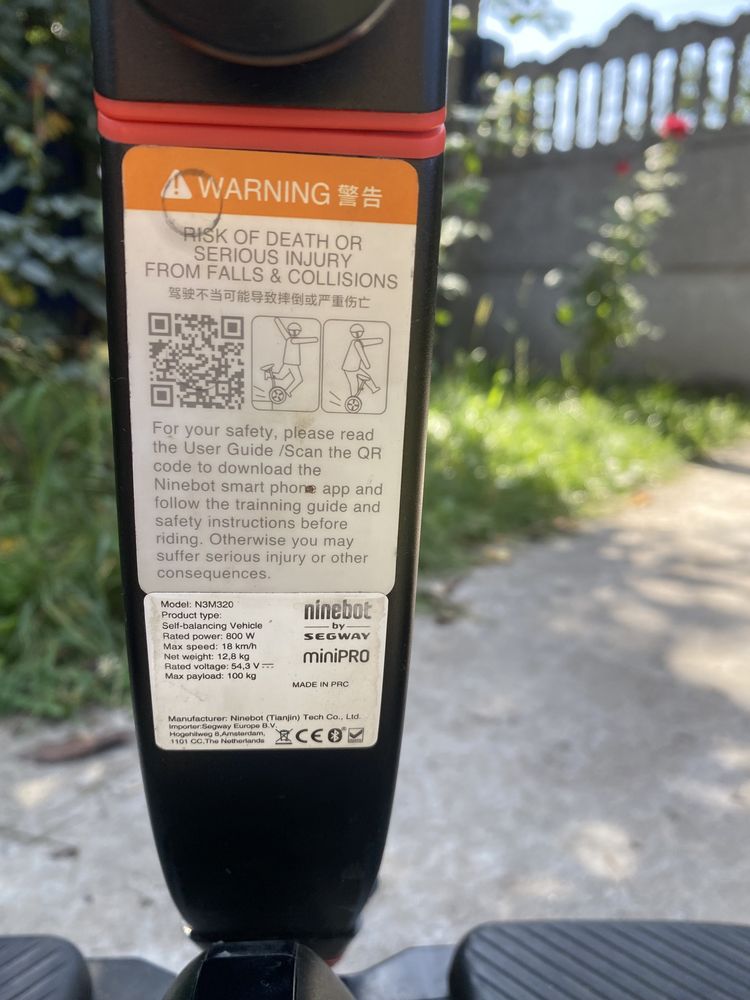 WARNING 警告
RISK OF DEATH OR
SERIOUS INJURY
FROM FALLS & COLLISIONS
驾驶不当可能导致摔倒或严重伤亡
For your safety, please read
the User Guide /Scan the QR
code to download the
Ninebot smart phone app and
follow the trainning guide and
safety instructions before
riding. Otherwise you may
suffer serious injury or other
consequences.
Model: N3M320
Product type:
Self-balancing Vehicle
Rated power: 800 W
Max speed: 18 km/h
Net weight: 12,8 kg
Rated voltage: 54,3 V
Max payload: 100 kg
ninebot
by
SEGWAY
miniPRO
MADE IN PRC
Manufacturer: Ninebot (Tianjin) Tech Co., Ltd.
Importer:Segway Europe B.V.
Hogehilweg 8,Amsterdam,
1101 CC,The Netherlands
CE